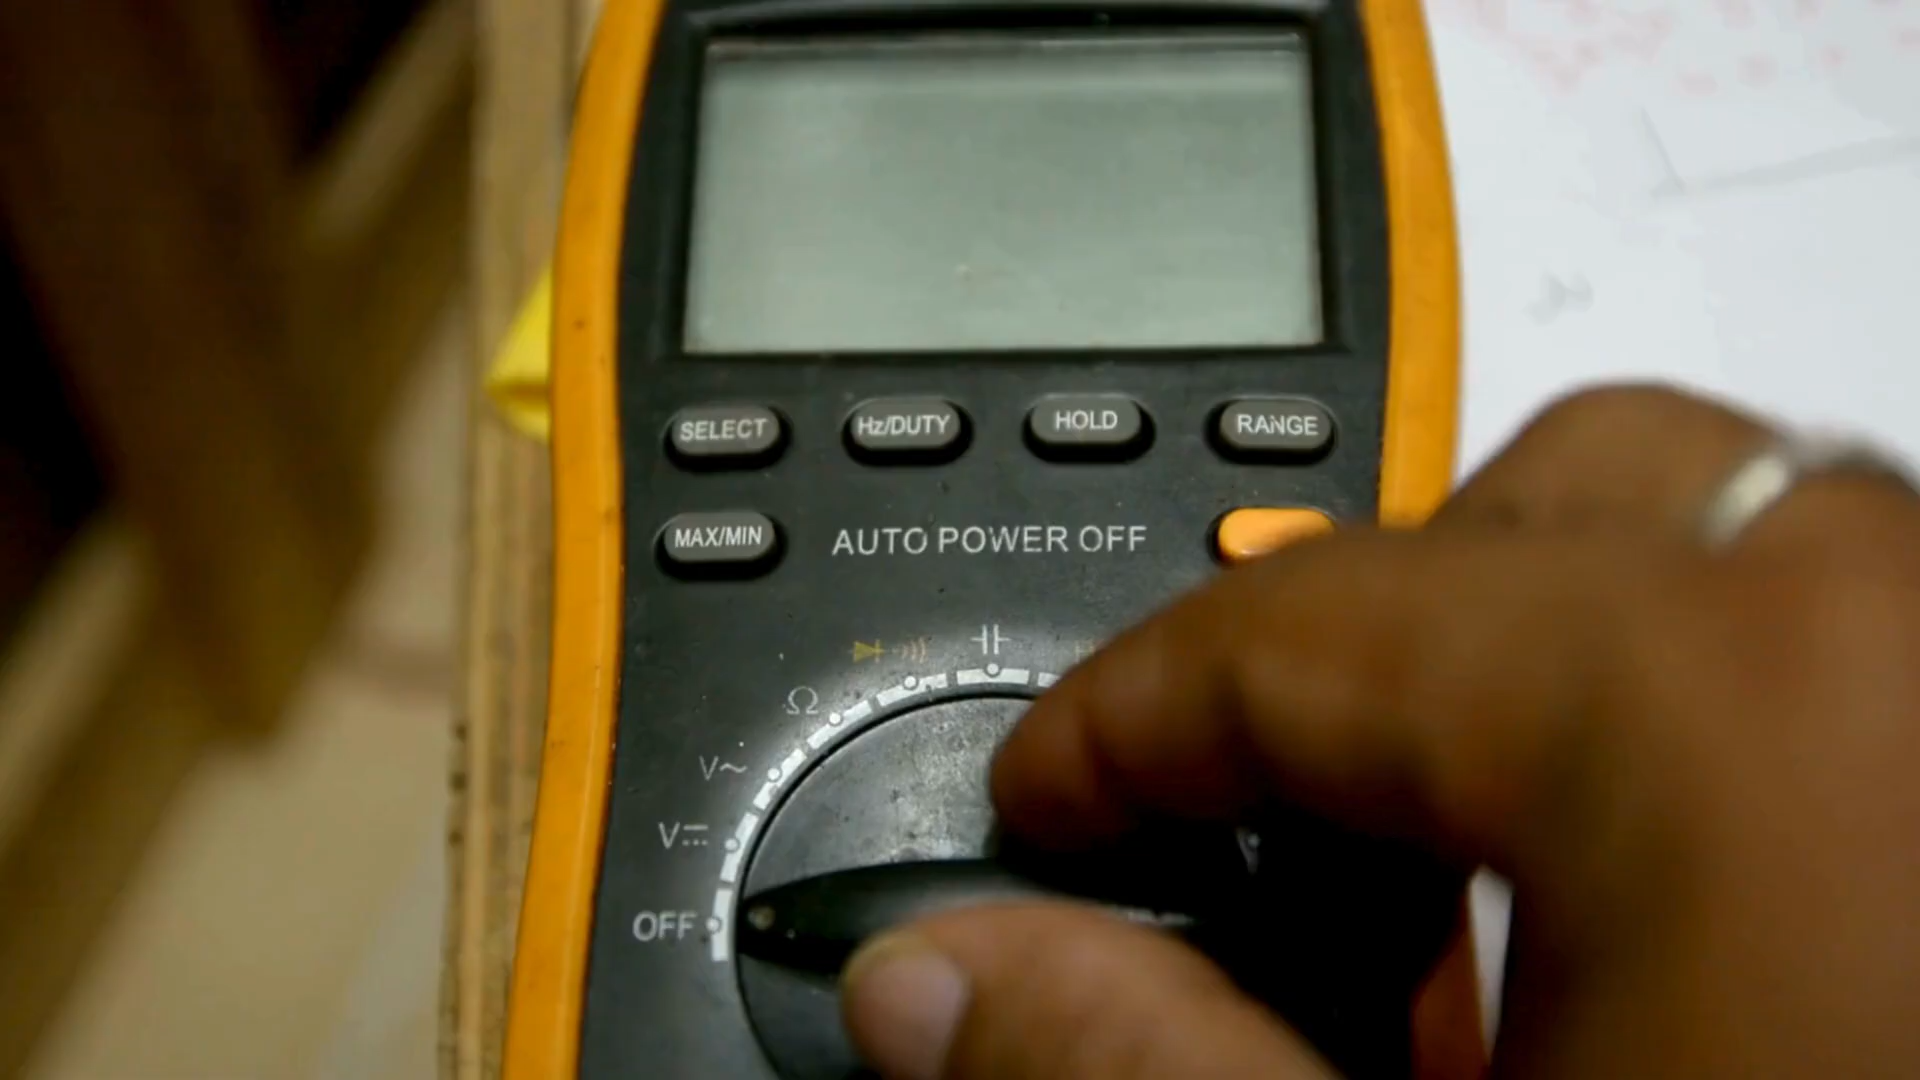 SELECT Hz/DUTY HOLD RANGE
MAX/MIN AUTO POWER OFF
Ω
V~
V⎓
OFF